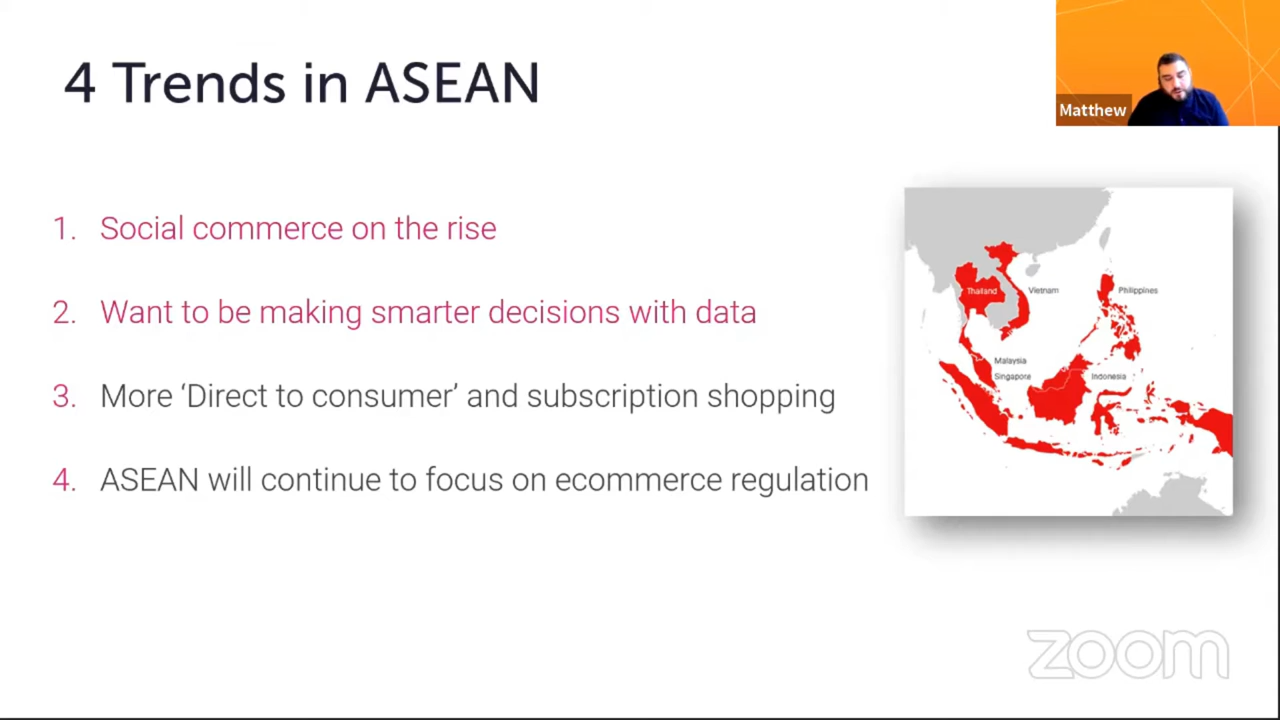 4 Trends in ASEAN
Matthew
1. Social commerce on the rise
2. Want to be making smarter decisions with data
3. More ‘Direct to consumer’ and subscription shopping
4. ASEAN will continue to focus on ecommerce regulation
Thailand
Vietnam
Philippines
Malaysia
Singapore
Indonesia
zoom